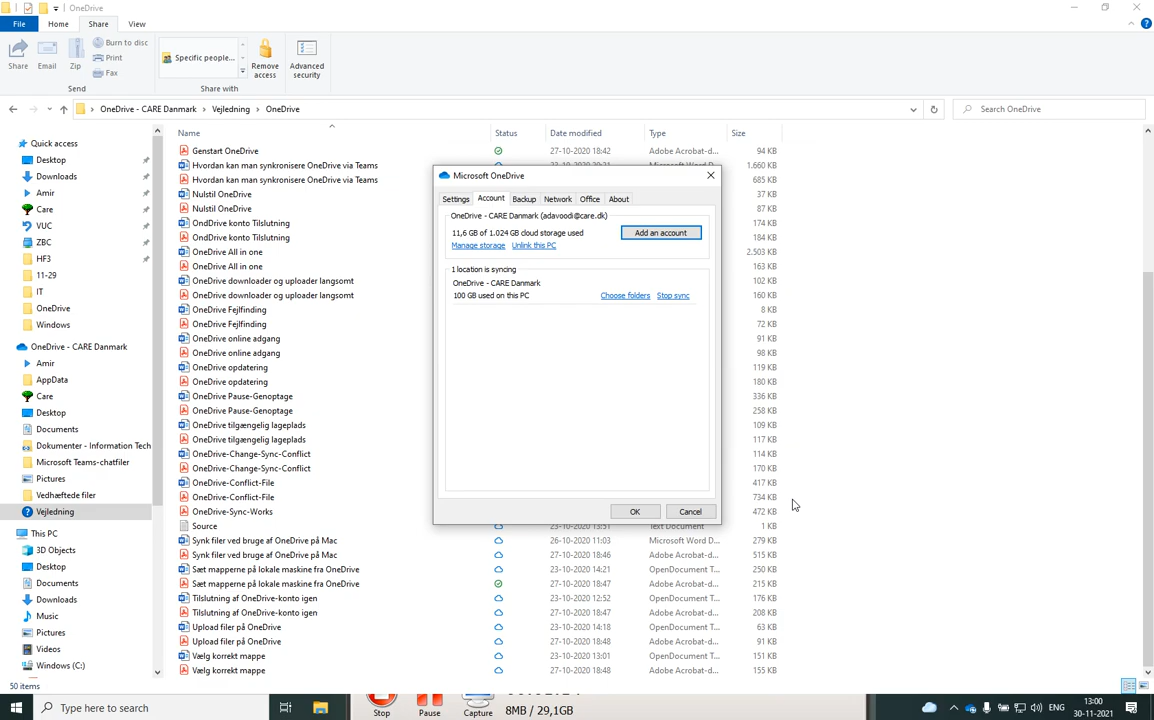 OneDrive
File Home Share View
Share Email Zip Burn to disc Print Fax Specific people... Remove access Advanced security
Send Share with
OneDrive - CARE Danmark > Vejledning > OneDrive
Search OneDrive
Name Status Date modified Type Size
Quick access
Desktop
Downloads
Amir
Care
VUC
ZBC
HF3
11-29
IT
OneDrive
Windows
OneDrive - CARE Danmark
Amir
AppData
Care
Desktop
Documents
Dokumenter - Information Tech
Microsoft Teams-chatfiler
Pictures
Vedhæftede filer
Vejledning
This PC
3D Objects
Desktop
Documents
Downloads
Music
Pictures
Videos
Windows (C:)
Genstart OneDrive 27-10-2020 18:42 Adobe Acrobat-d... 94 KB
Hvordan kan man synkronisere OneDrive via Teams 1.660 KB
Hvordan kan man synkronisere OneDrive via Teams 685 KB
Nulstil OneDrive 37 KB
Nulstil OneDrive 87 KB
OndDrive konto Tilslutning 174 KB
OndDrive konto Tilslutning 184 KB
OneDrive All in one 2.503 KB
OneDrive All in one 163 KB
OneDrive downloader og uploader langsomt 102 KB
OneDrive downloader og uploader langsomt 160 KB
OneDrive Fejlfinding 8 KB
OneDrive Fejlfinding 72 KB
OneDrive online adgang 91 KB
OneDrive online adgang 98 KB
OneDrive opdatering 119 KB
OneDrive opdatering 180 KB
OneDrive Pause-Genoptage 336 KB
OneDrive Pause-Genoptage 258 KB
OneDrive tilgængelig lageplads 109 KB
OneDrive tilgængelig lageplads 117 KB
OneDrive-Change-Sync-Conflict 114 KB
OneDrive-Change-Sync-Conflict 170 KB
OneDrive-Conflict-File 417 KB
OneDrive-Conflict-File 734 KB
OneDrive-Sync-Works 472 KB
Source 23-10-2020 13:51 Text Document 1 KB
Synk filer ved bruge af OneDrive på Mac 26-10-2020 11:03 Microsoft Word D... 279 KB
Synk filer ved bruge af OneDrive på Mac 27-10-2020 18:46 Adobe Acrobat-d... 515 KB
Sæt mapperne på lokale maskine fra OneDrive 23-10-2020 14:21 OpenDocument T... 250 KB
Sæt mapperne på lokale maskine fra OneDrive 27-10-2020 18:47 Adobe Acrobat-d... 215 KB
Tilslutning af OneDrive-konto igen 23-10-2020 12:52 OpenDocument T... 176 KB
Tilslutning af OneDrive-konto igen 27-10-2020 18:47 Adobe Acrobat-d... 208 KB
Upload filer på OneDrive 23-10-2020 14:18 OpenDocument T... 63 KB
Upload filer på OneDrive 27-10-2020 18:48 Adobe Acrobat-d... 91 KB
Vælg korrekt mappe 23-10-2020 13:01 OpenDocument T... 151 KB
Vælg korrekt mappe 27-10-2020 18:48 Adobe Acrobat-d... 155 KB
Microsoft OneDrive
Settings Account Backup Network Office About
OneDrive - CARE Danmark (adavoodi@care.dk)
11,6 GB of 1.024 GB cloud storage used Add an account
Manage storage Unlink this PC
1 location is syncing
OneDrive - CARE Danmark
100 GB used on this PC Choose folders Stop sync
OK Cancel
50 items
Type here to search
Stop Pause Capture 8MB / 29,1GB
ENG 13:00
30-11-2021